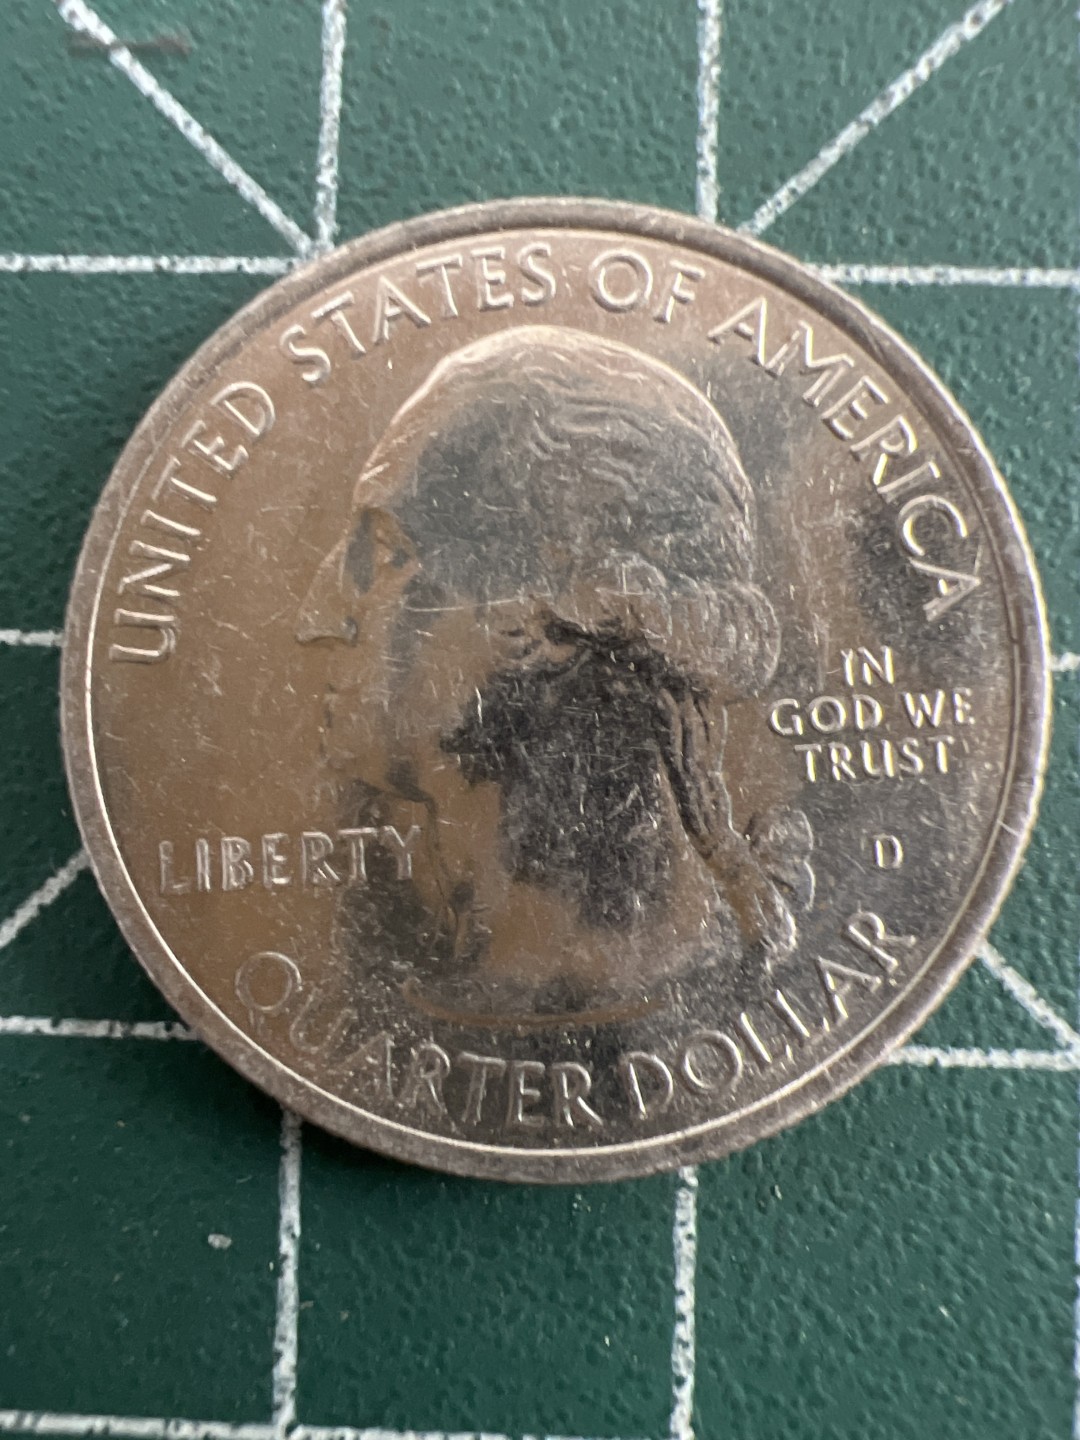 UNITED STATES OF AMERICA
IN
GOD WE
TRUST
LIBERTY
D
QUARTER DOLLAR